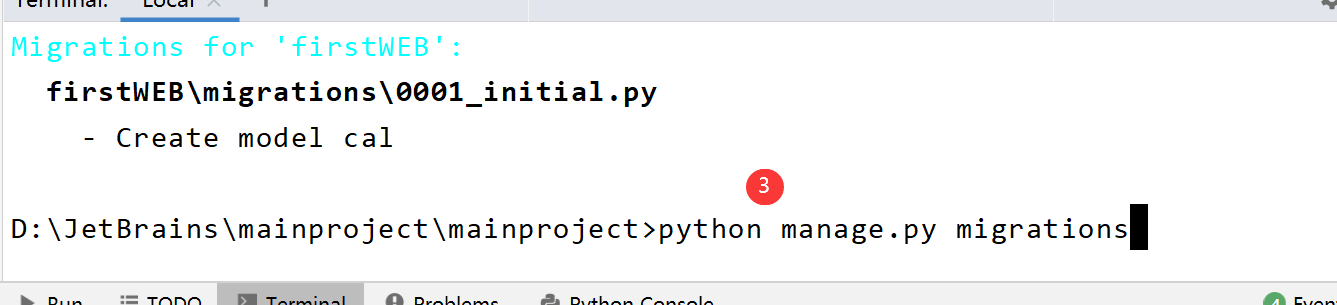 Terminal: Local
Migrations for 'firstWEB':
firstWEB\migrations\0001_initial.py
- Create model cal
3
D:\JetBrains\mainproject\mainproject>python manage.py migrations
Run TODO Terminal Problems Python Console 4 Even